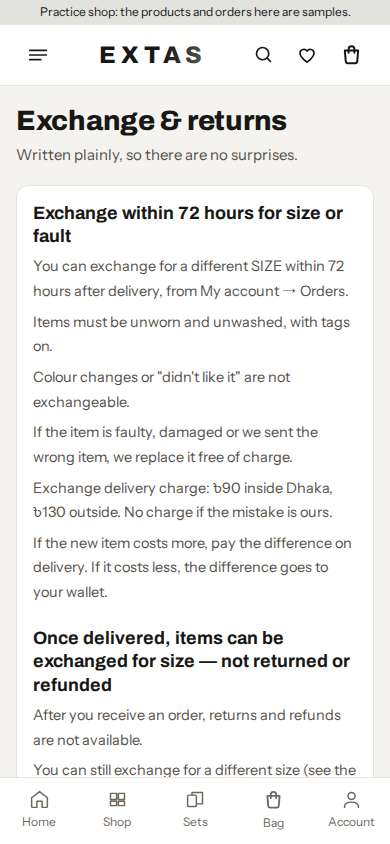 Practice shop: the products and orders here are samples.
EXTAS
Exchange & returns
Written plainly, so there are no surprises.
Exchange within 72 hours for size or
fault
You can exchange for a different SIZE within 72
hours after delivery, from My account → Orders.
Items must be unworn and unwashed, with tags
on.
Colour changes or "didn't like it" are not
exchangeable.
If the item is faulty, damaged or we sent the
wrong item, we replace it free of charge.
Exchange delivery charge: ৳90 inside Dhaka,
৳130 outside. No charge if the mistake is ours.
If the new item costs more, pay the difference on
delivery. If it costs less, the difference goes to
your wallet.
Once delivered, items can be
exchanged for size — not returned or
refunded
After you receive an order, returns and refunds
are not available.
You can still exchange for a different size (see the
Home Shop Sets Bag Account